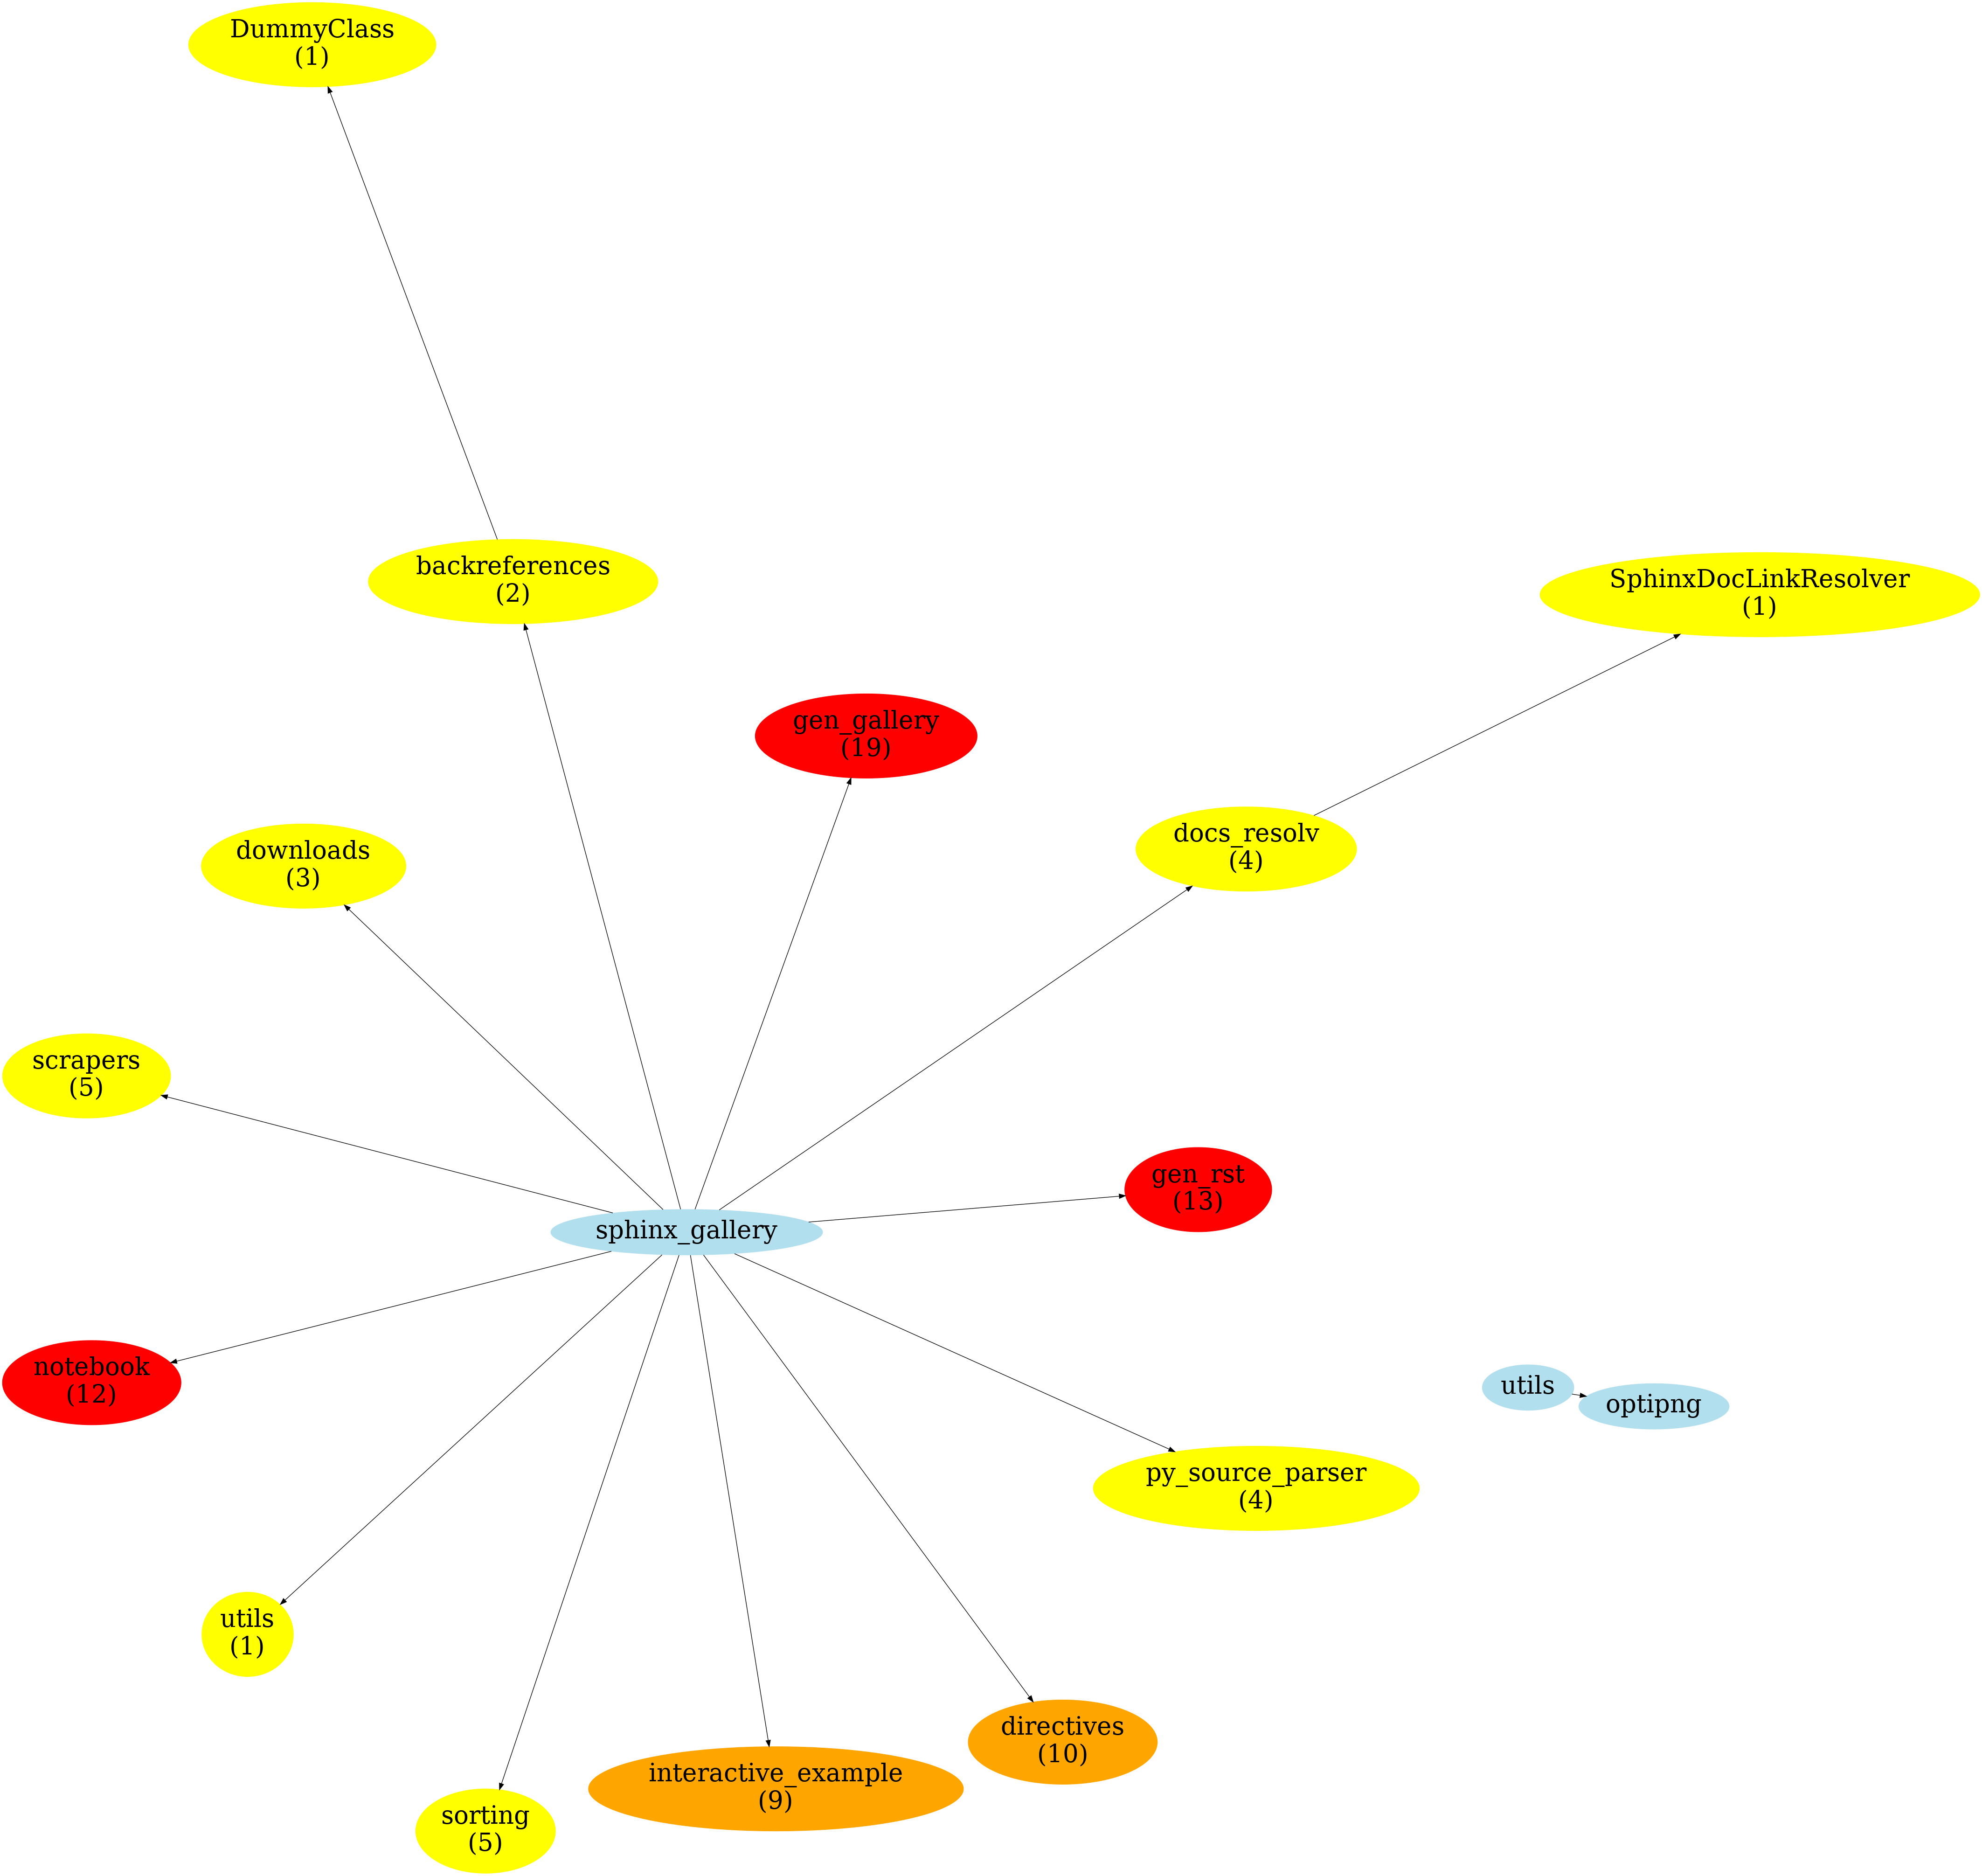 DummyClass
(1)
backreferences
(2)
SphinxDocLinkResolver
(1)
gen_gallery
(19)
docs_resolv
(4)
downloads
(3)
scrapers
(5)
gen_rst
(13)
sphinx_gallery
notebook
(12)
utils
optipng
py_source_parser
(4)
utils
(1)
directives
(10)
interactive_example
(9)
sorting
(5)